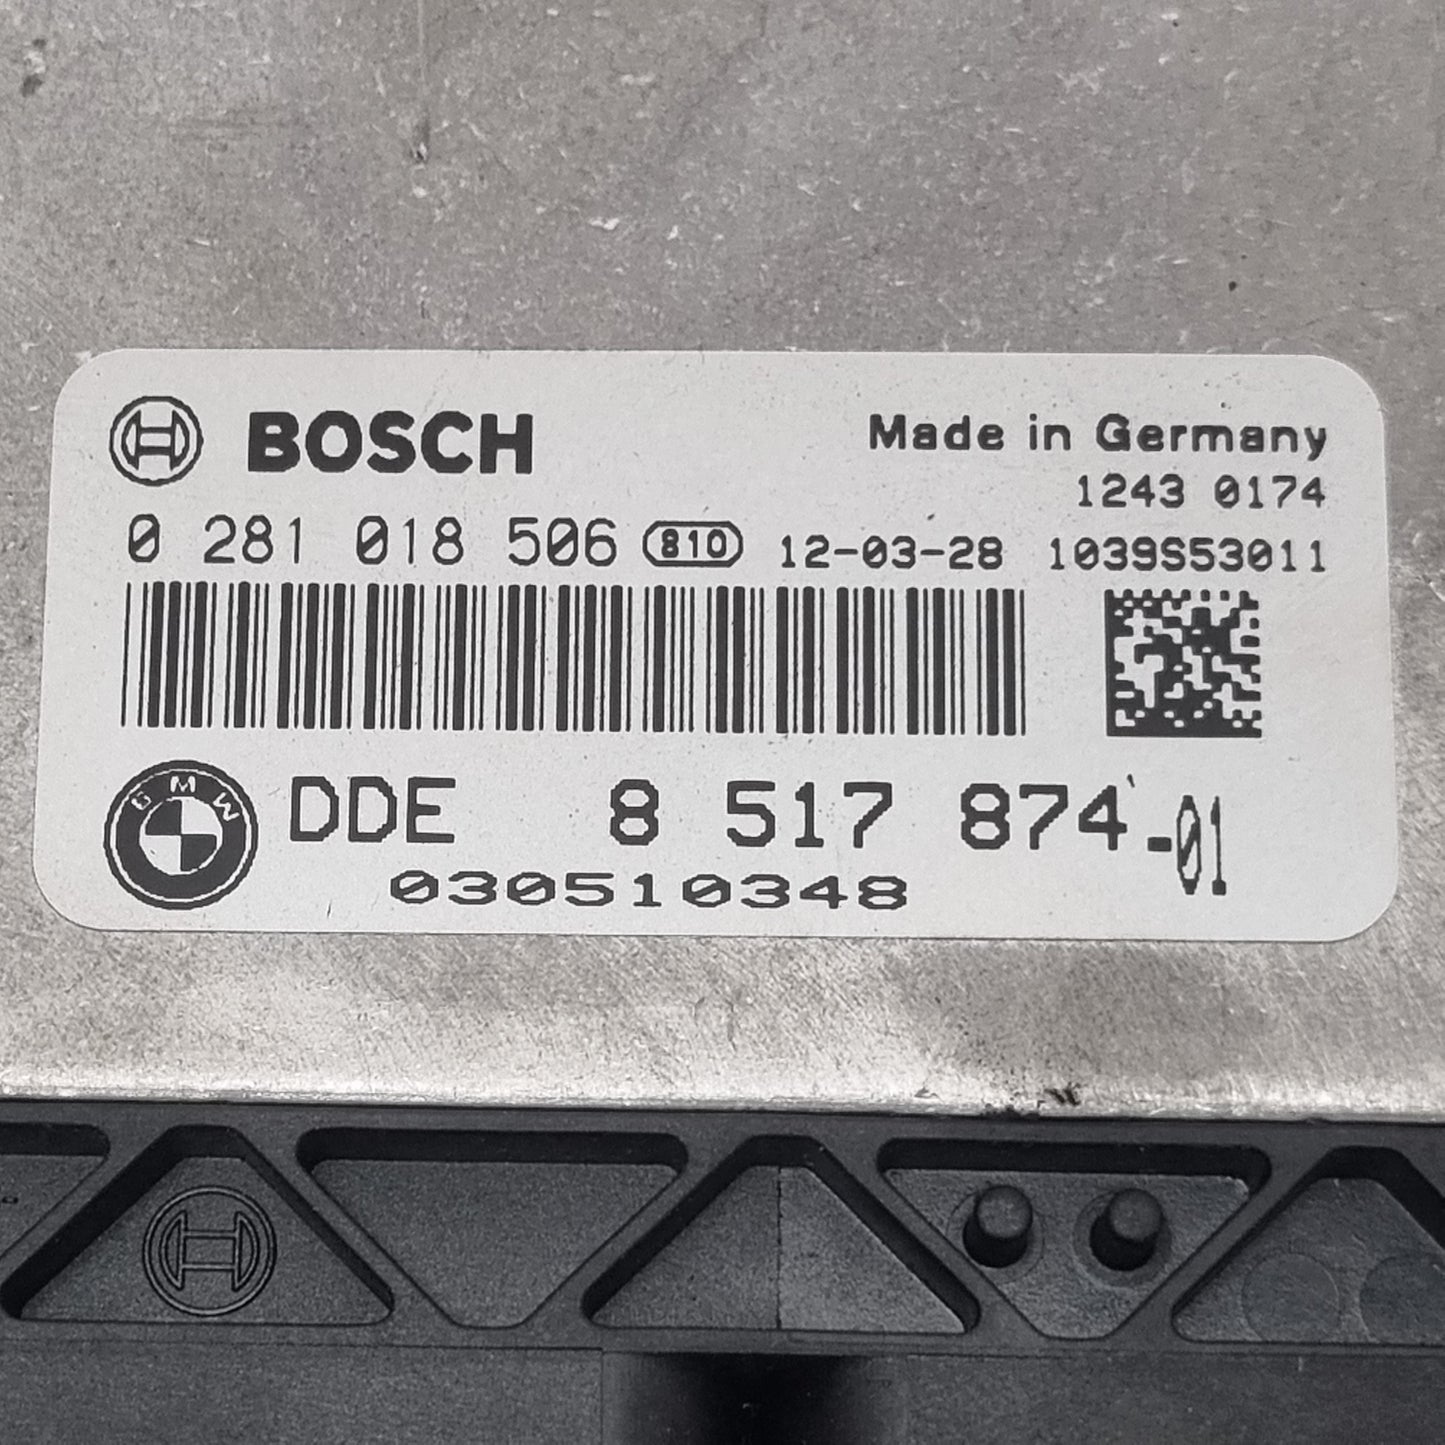 BOSCH
Made in Germany
1243 0174
0 281 018 506 810 12-03-28 1039S53011
BMW DDE 8 517 874 -01
030510348